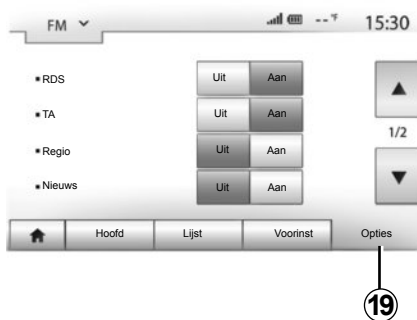 FM -- °F 15:30
RDS Uit Aan
TA Uit Aan
1/2
Regio Uit Aan
Nieuws Uit Aan
Hoofd Lijst Voorinst Opties
19